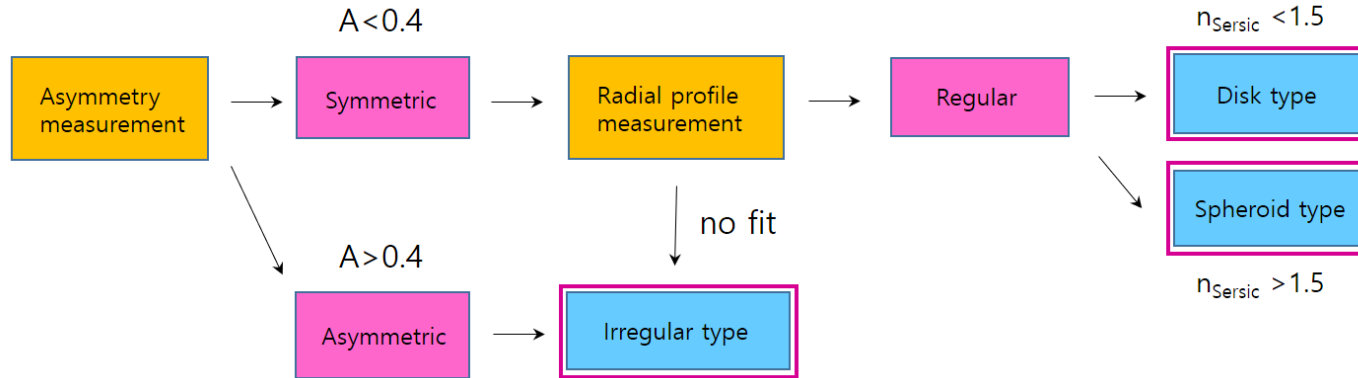 A<0.4
n_Sersic <1.5
Asymmetry
measurement
Symmetric
Radial profile
measurement
Regular
Disk type
Spheroid type
no fit
A>0.4
n_Sersic >1.5
Asymmetric
Irregular type